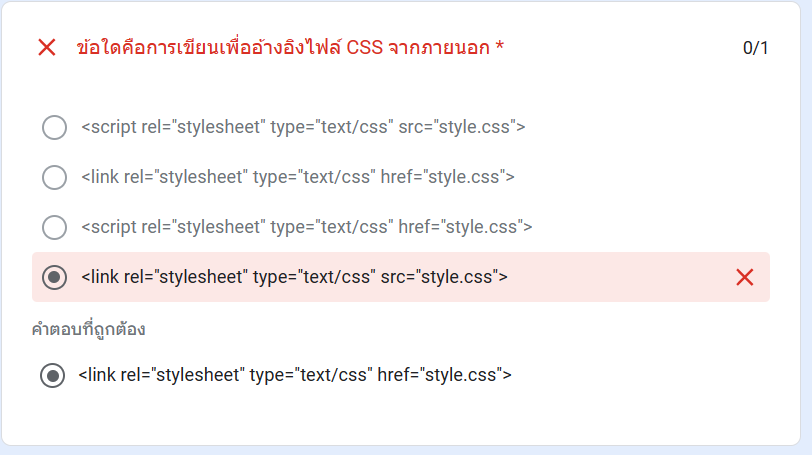 ข้อใดคือการเขียนเพื่ออ้างอิงไฟล์ CSS จากภายนอก * 0/1
<script rel="stylesheet" type="text/css" src="style.css">
<link rel="stylesheet" type="text/css" href="style.css">
<script rel="stylesheet" type="text/css" href="style.css">
<link rel="stylesheet" type="text/css" src="style.css">
คำตอบที่ถูกต้อง
<link rel="stylesheet" type="text/css" href="style.css">